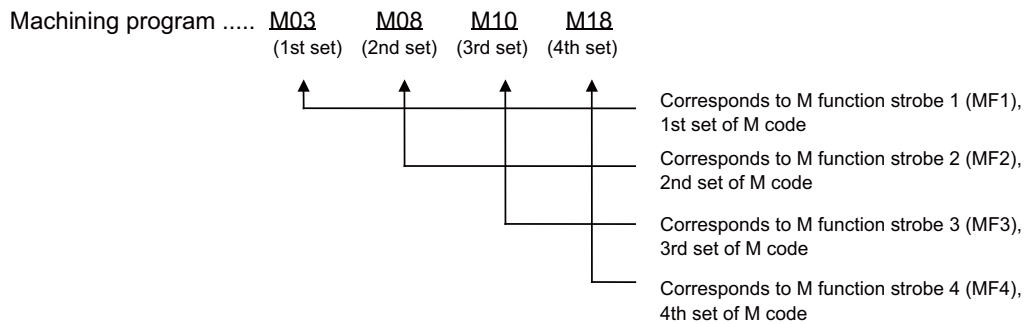 Machining program ..... M03 M08 M10 M18
(1st set) (2nd set) (3rd set) (4th set)
Corresponds to M function strobe 1 (MF1),
1st set of M code
Corresponds to M function strobe 2 (MF2),
2nd set of M code
Corresponds to M function strobe 3 (MF3),
3rd set of M code
Corresponds to M function strobe 4 (MF4),
4th set of M code